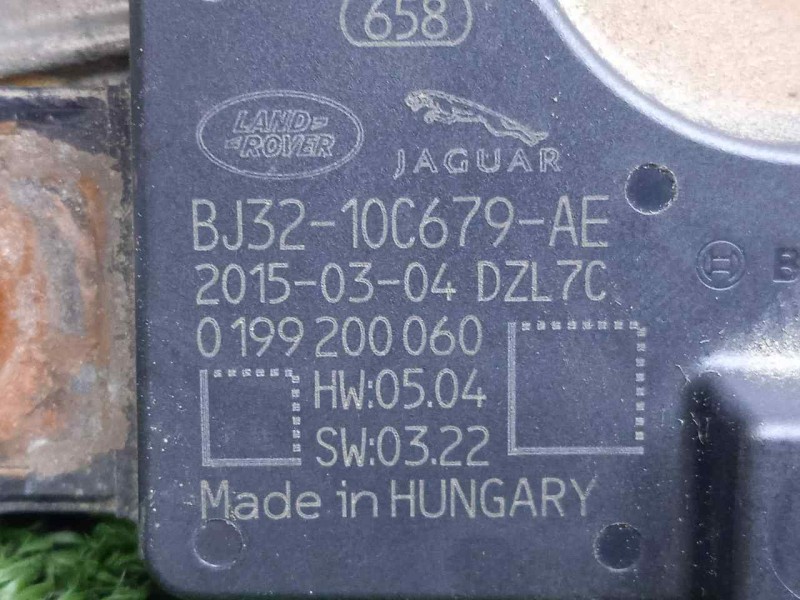 658
LAND-
-ROVER
JAGUAR
BJ32-10C679-AE
2015-03-04 DZL7C
0 199 200 060
HW:05.04
SW:03.22
Made in HUNGARY